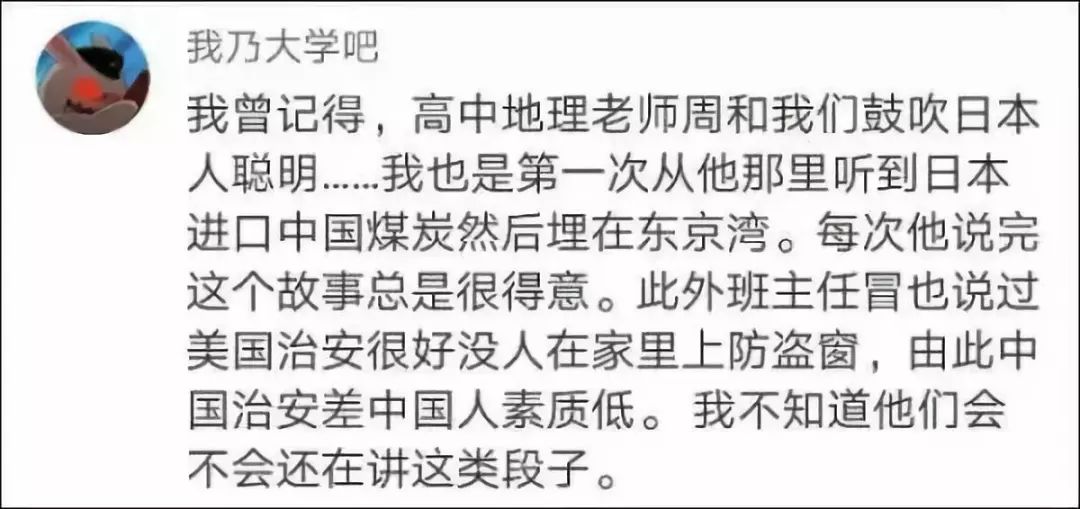 我乃大学吧
我曾记得，高中地理老师周和我们鼓吹日本
人聪明……我也是第一次从他那里听到日本
进口中国煤炭然后埋在东京湾。每次他说完
这个故事总是很得意。此外班主任冒也说过
美国治安很好没人在家里上防盗窗，由此中
国治安差中国人素质低。我不知道他们会
不会还在讲这类段子。